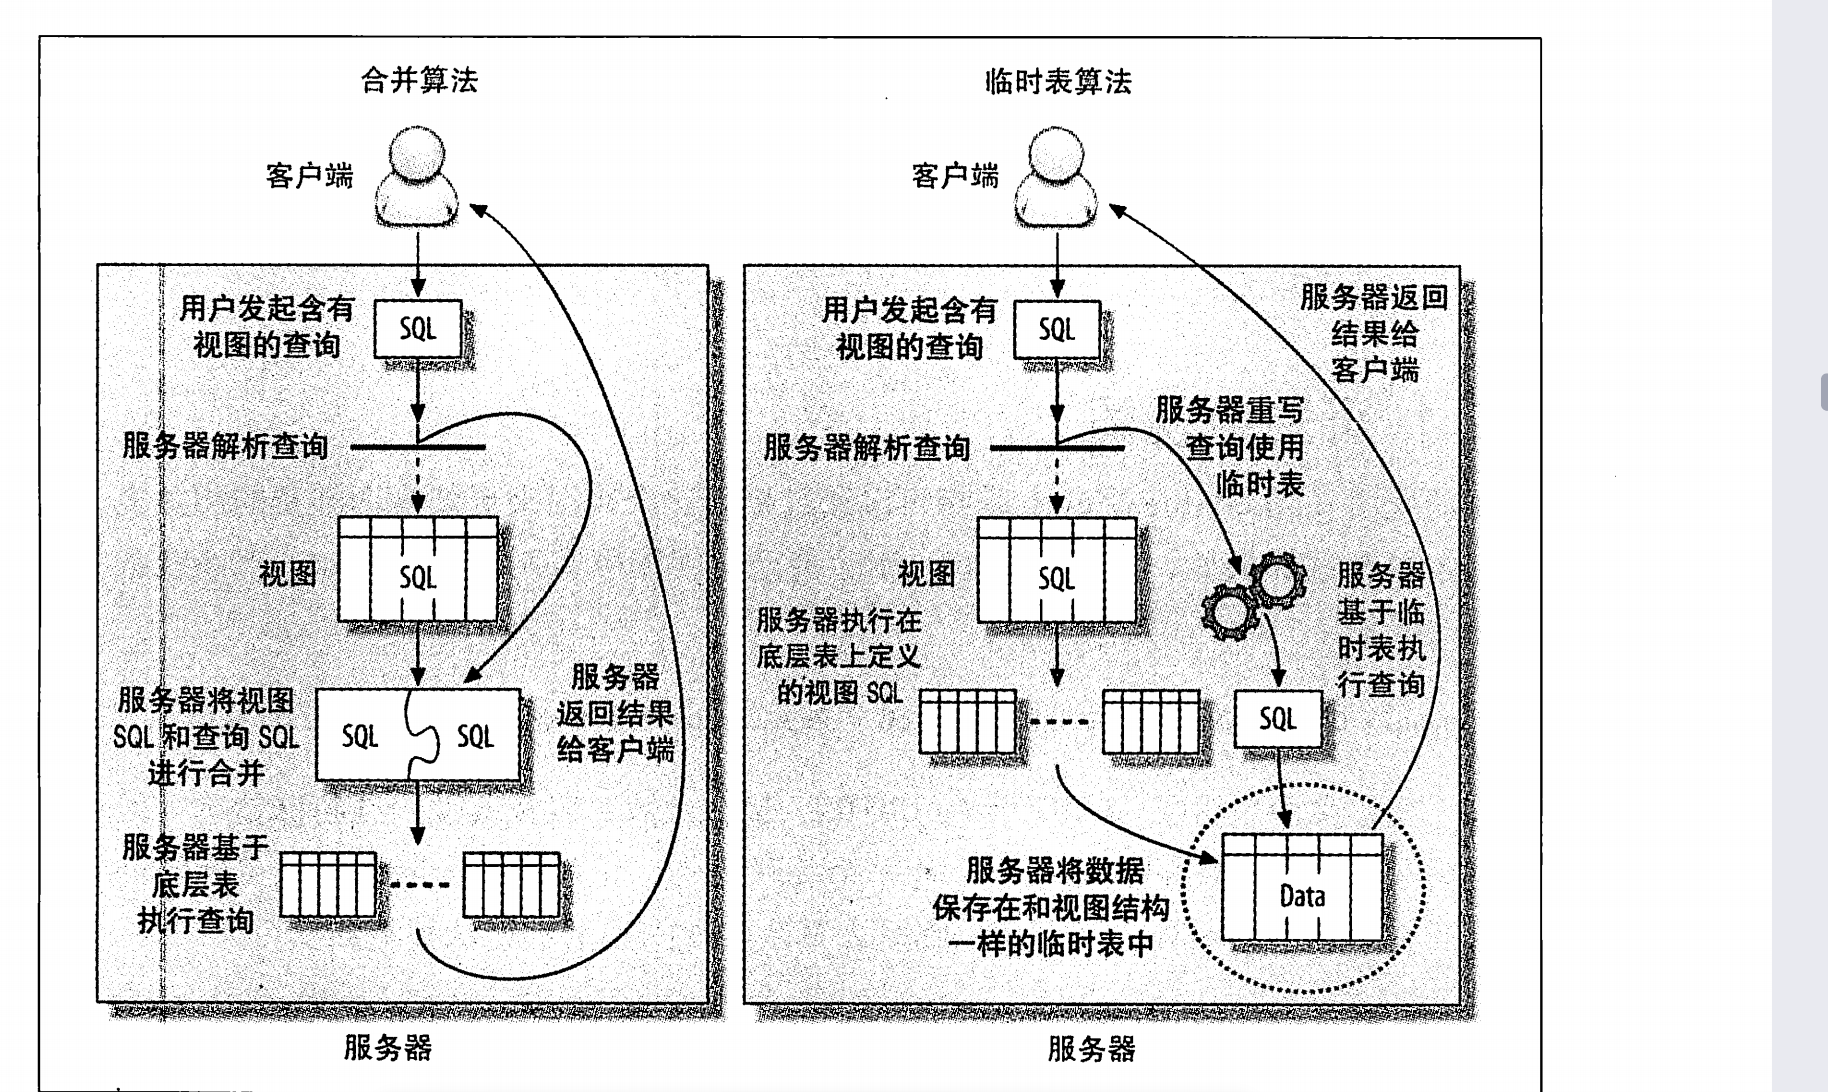 合并算法
客户端
用户发起含有
视图的查询
SQL
服务器解析查询
视图
SQL
服务器将视图
SQL 和查询 SQL
进行合并
SQL
SQL
服务器
返回结果
给客户端
服务器基于
底层表
执行查询
服务器
临时表算法
客户端
用户发起含有
视图的查询
SQL
服务器返回
结果给
客户端
服务器解析查询
服务器重写
查询使用
临时表
视图
SQL
服务器执行在
底层表上定义
的视图 SQL
服务器
基于临
时表执
行查询
SQL
服务器将数据
保存在和视图结构
一样的临时表中
Data
服务器